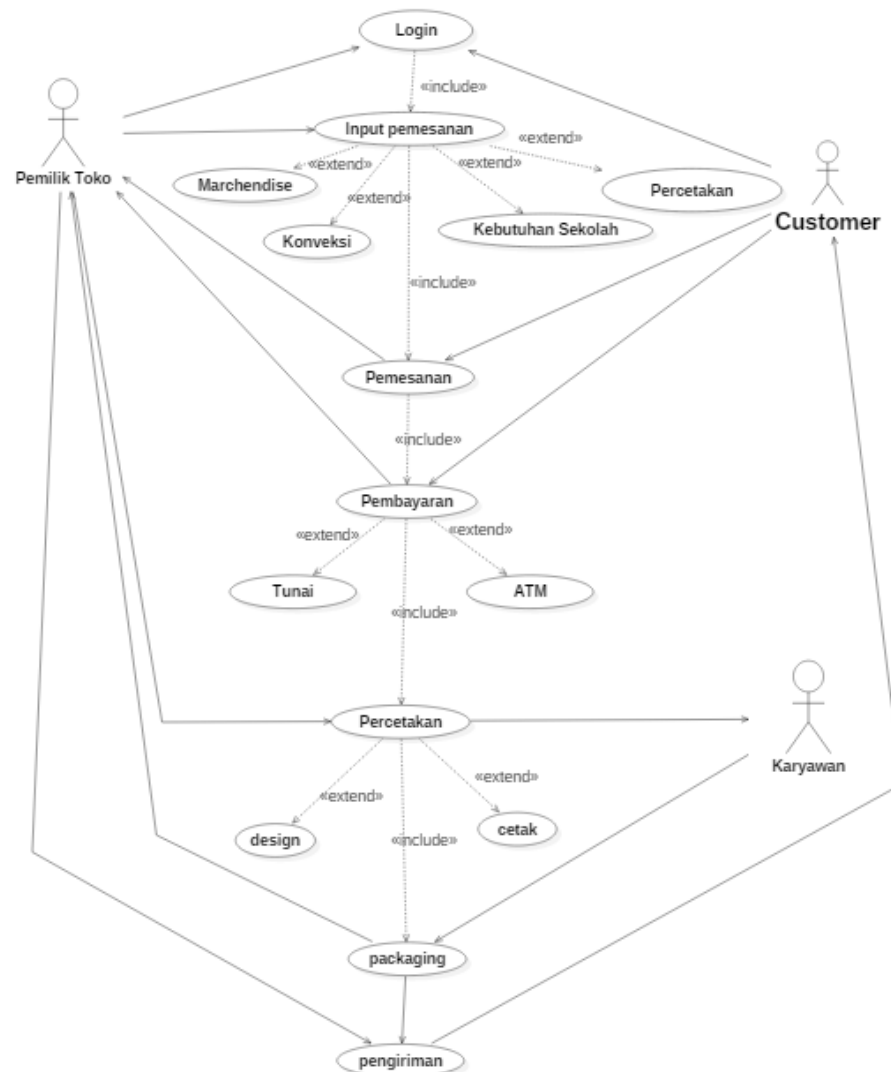 Login
«include»
Input pemesanan
«extend»
Pemilik Toko
Marchendise
«extend»
«extend»
Percetakan
«extend»
Customer
Konveksi
Kebutuhan Sekolah
«include»
Pemesanan
«include»
Pembayaran
«extend»
«extend»
Tunai
ATM
«include»
Percetakan
Karyawan
«extend»
«extend»
design
cetak
«include»
packaging
pengiriman